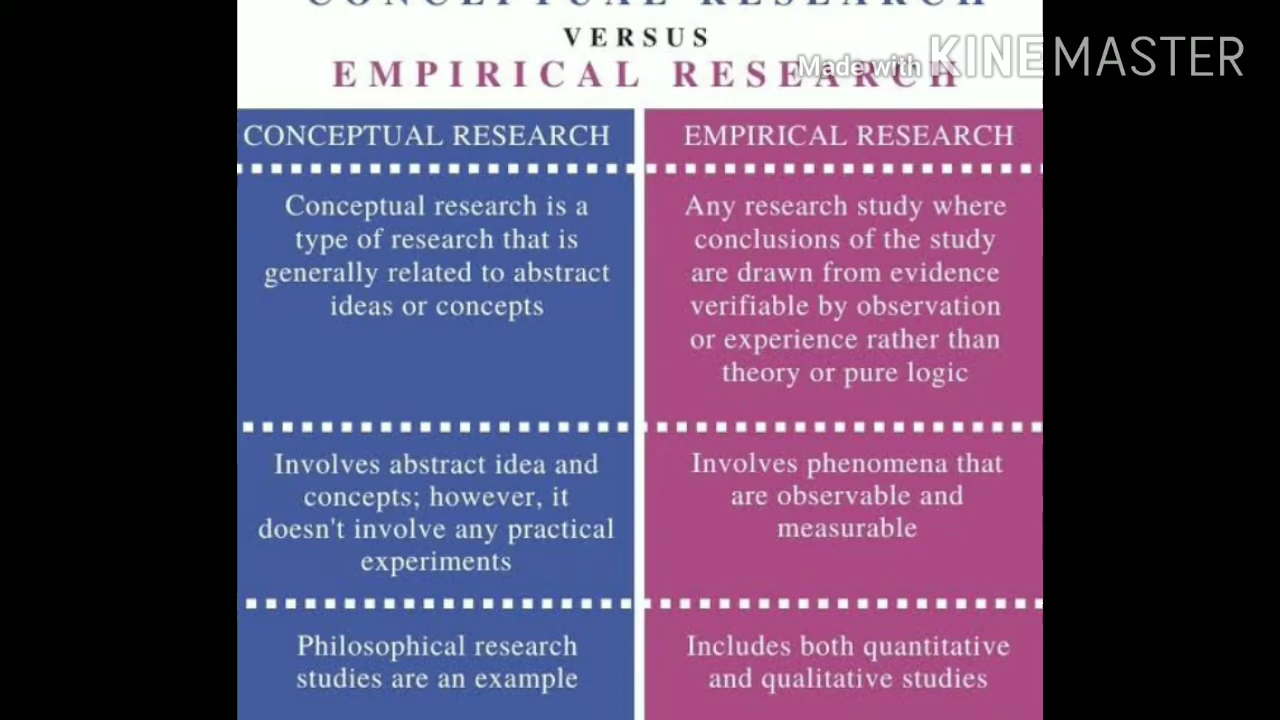 CONCEPTUAL RESEARCH
VERSUS
EMPIRICAL RESEARCH
Made with KINEMASTER
CONCEPTUAL RESEARCH
Conceptual research is a
type of research that is
generally related to abstract
ideas or concepts
Involves abstract idea and
concepts; however, it
doesn't involve any practical
experiments
Philosophical research
studies are an example
EMPIRICAL RESEARCH
Any research study where
conclusions of the study
are drawn from evidence
verifiable by observation
or experience rather than
theory or pure logic
Involves phenomena that
are observable and
measurable
Includes both quantitative
and qualitative studies